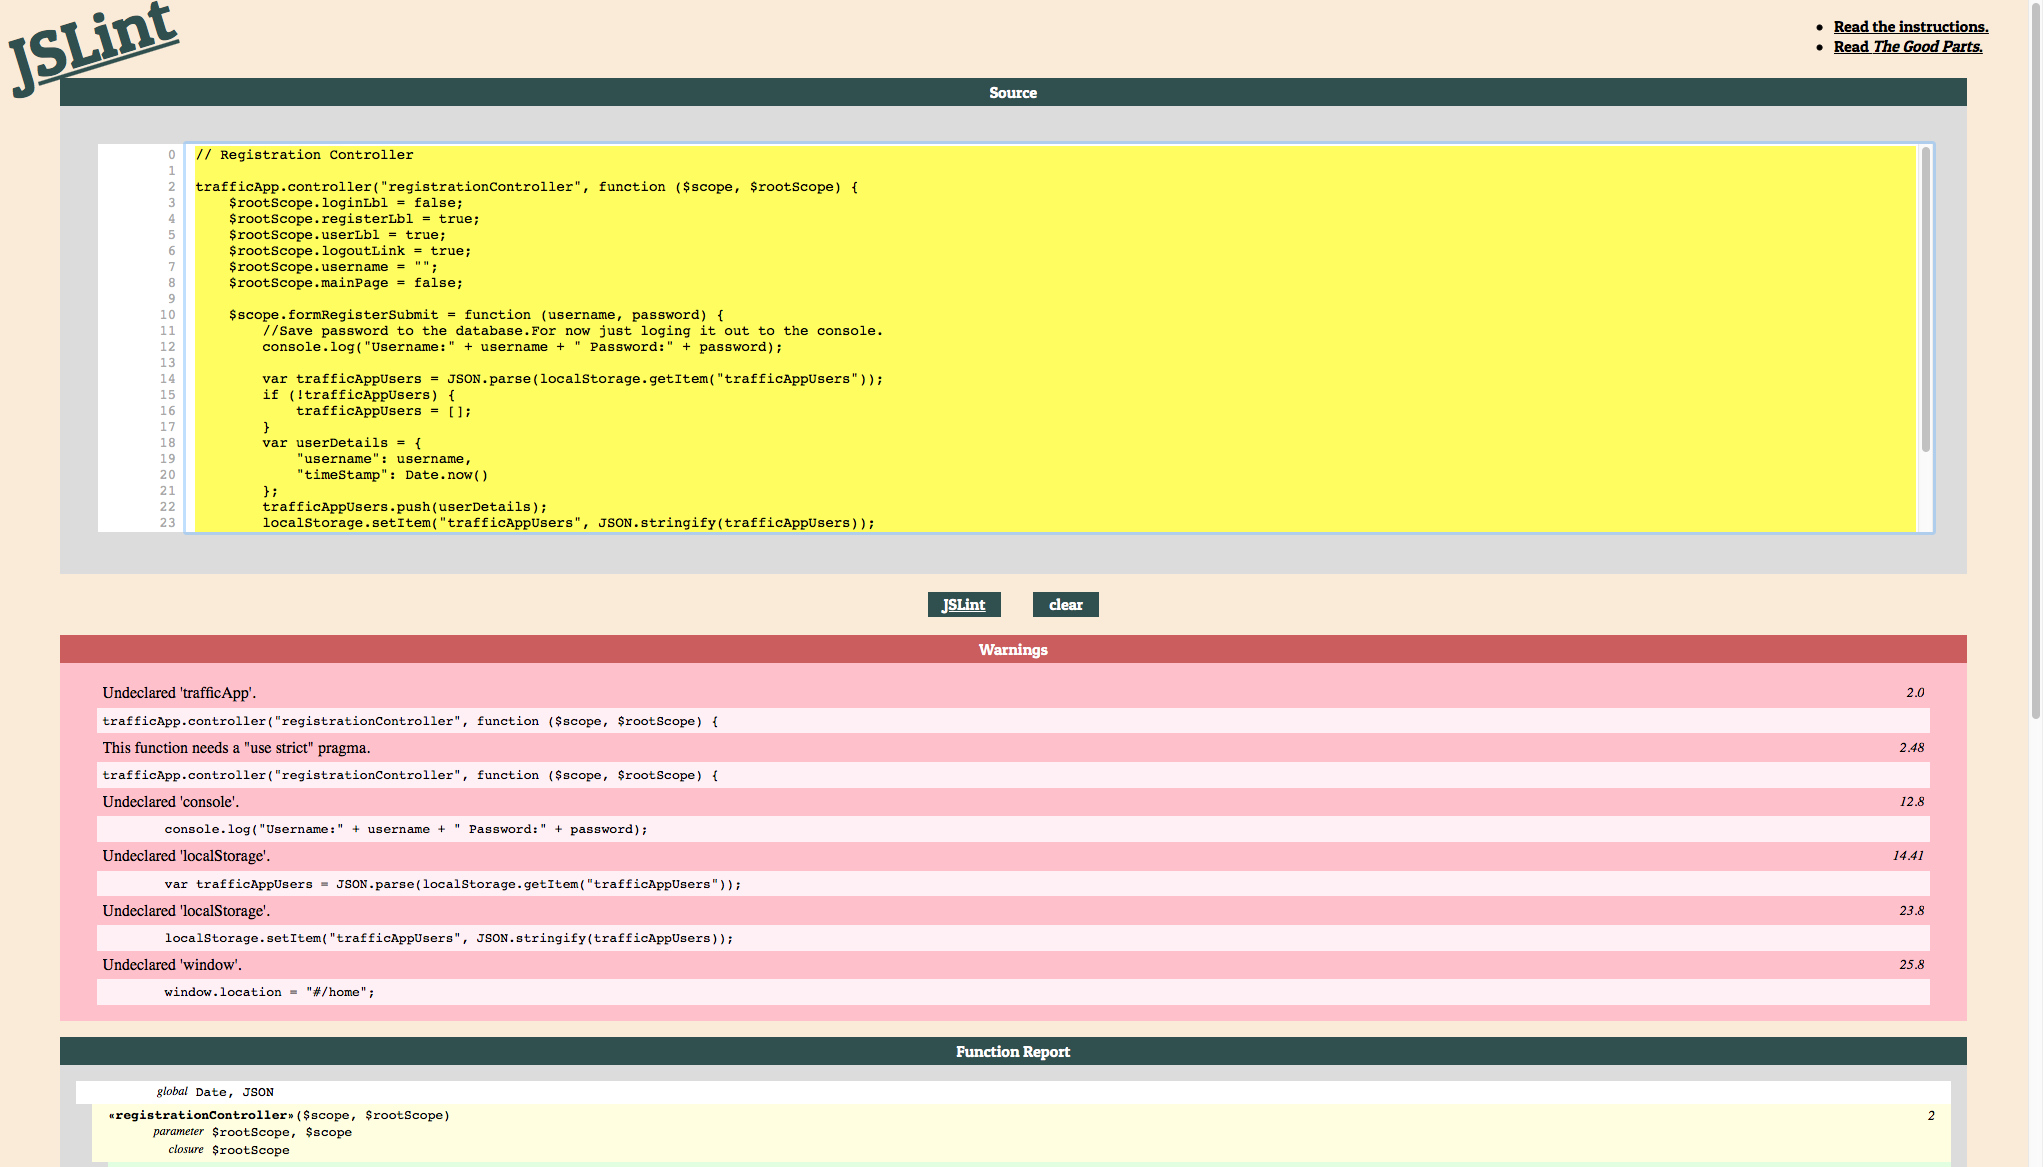 JSLint
Read the instructions.
Read The Good Parts.
Source
0 // Registration Controller
1
2 trafficApp.controller("registrationController", function ($scope, $rootScope) {
3     $rootScope.loginLbl = false;
4     $rootScope.registerLbl = true;
5     $rootScope.userLbl = true;
6     $rootScope.logoutLink = true;
7     $rootScope.username = "";
8     $rootScope.mainPage = false;
9
10     $scope.formRegisterSubmit = function (username, password) {
11         //Save password to the database.For now just loging it out to the console.
12         console.log("Username:" + username + " Password:" + password);
13
14         var trafficAppUsers = JSON.parse(localStorage.getItem("trafficAppUsers"));
15         if (!trafficAppUsers) {
16             trafficAppUsers = [];
17         }
18         var userDetails = {
19             "username": username,
20             "timeStamp": Date.now()
21         };
22         trafficAppUsers.push(userDetails);
23         localStorage.setItem("trafficAppUsers", JSON.stringify(trafficAppUsers));
JSLint clear
Warnings
Undeclared 'trafficApp'. 2.0
trafficApp.controller("registrationController", function ($scope, $rootScope) {
This function needs a "use strict" pragma. 2.48
trafficApp.controller("registrationController", function ($scope, $rootScope) {
Undeclared 'console'. 12.8
console.log("Username:" + username + " Password:" + password);
Undeclared 'localStorage'. 14.41
var trafficAppUsers = JSON.parse(localStorage.getItem("trafficAppUsers"));
Undeclared 'localStorage'. 23.8
localStorage.setItem("trafficAppUsers", JSON.stringify(trafficAppUsers));
Undeclared 'window'. 25.8
window.location = "#/home";
Function Report
global Date, JSON
«registrationController»($scope, $rootScope) 2
parameter $rootScope, $scope
closure $rootScope